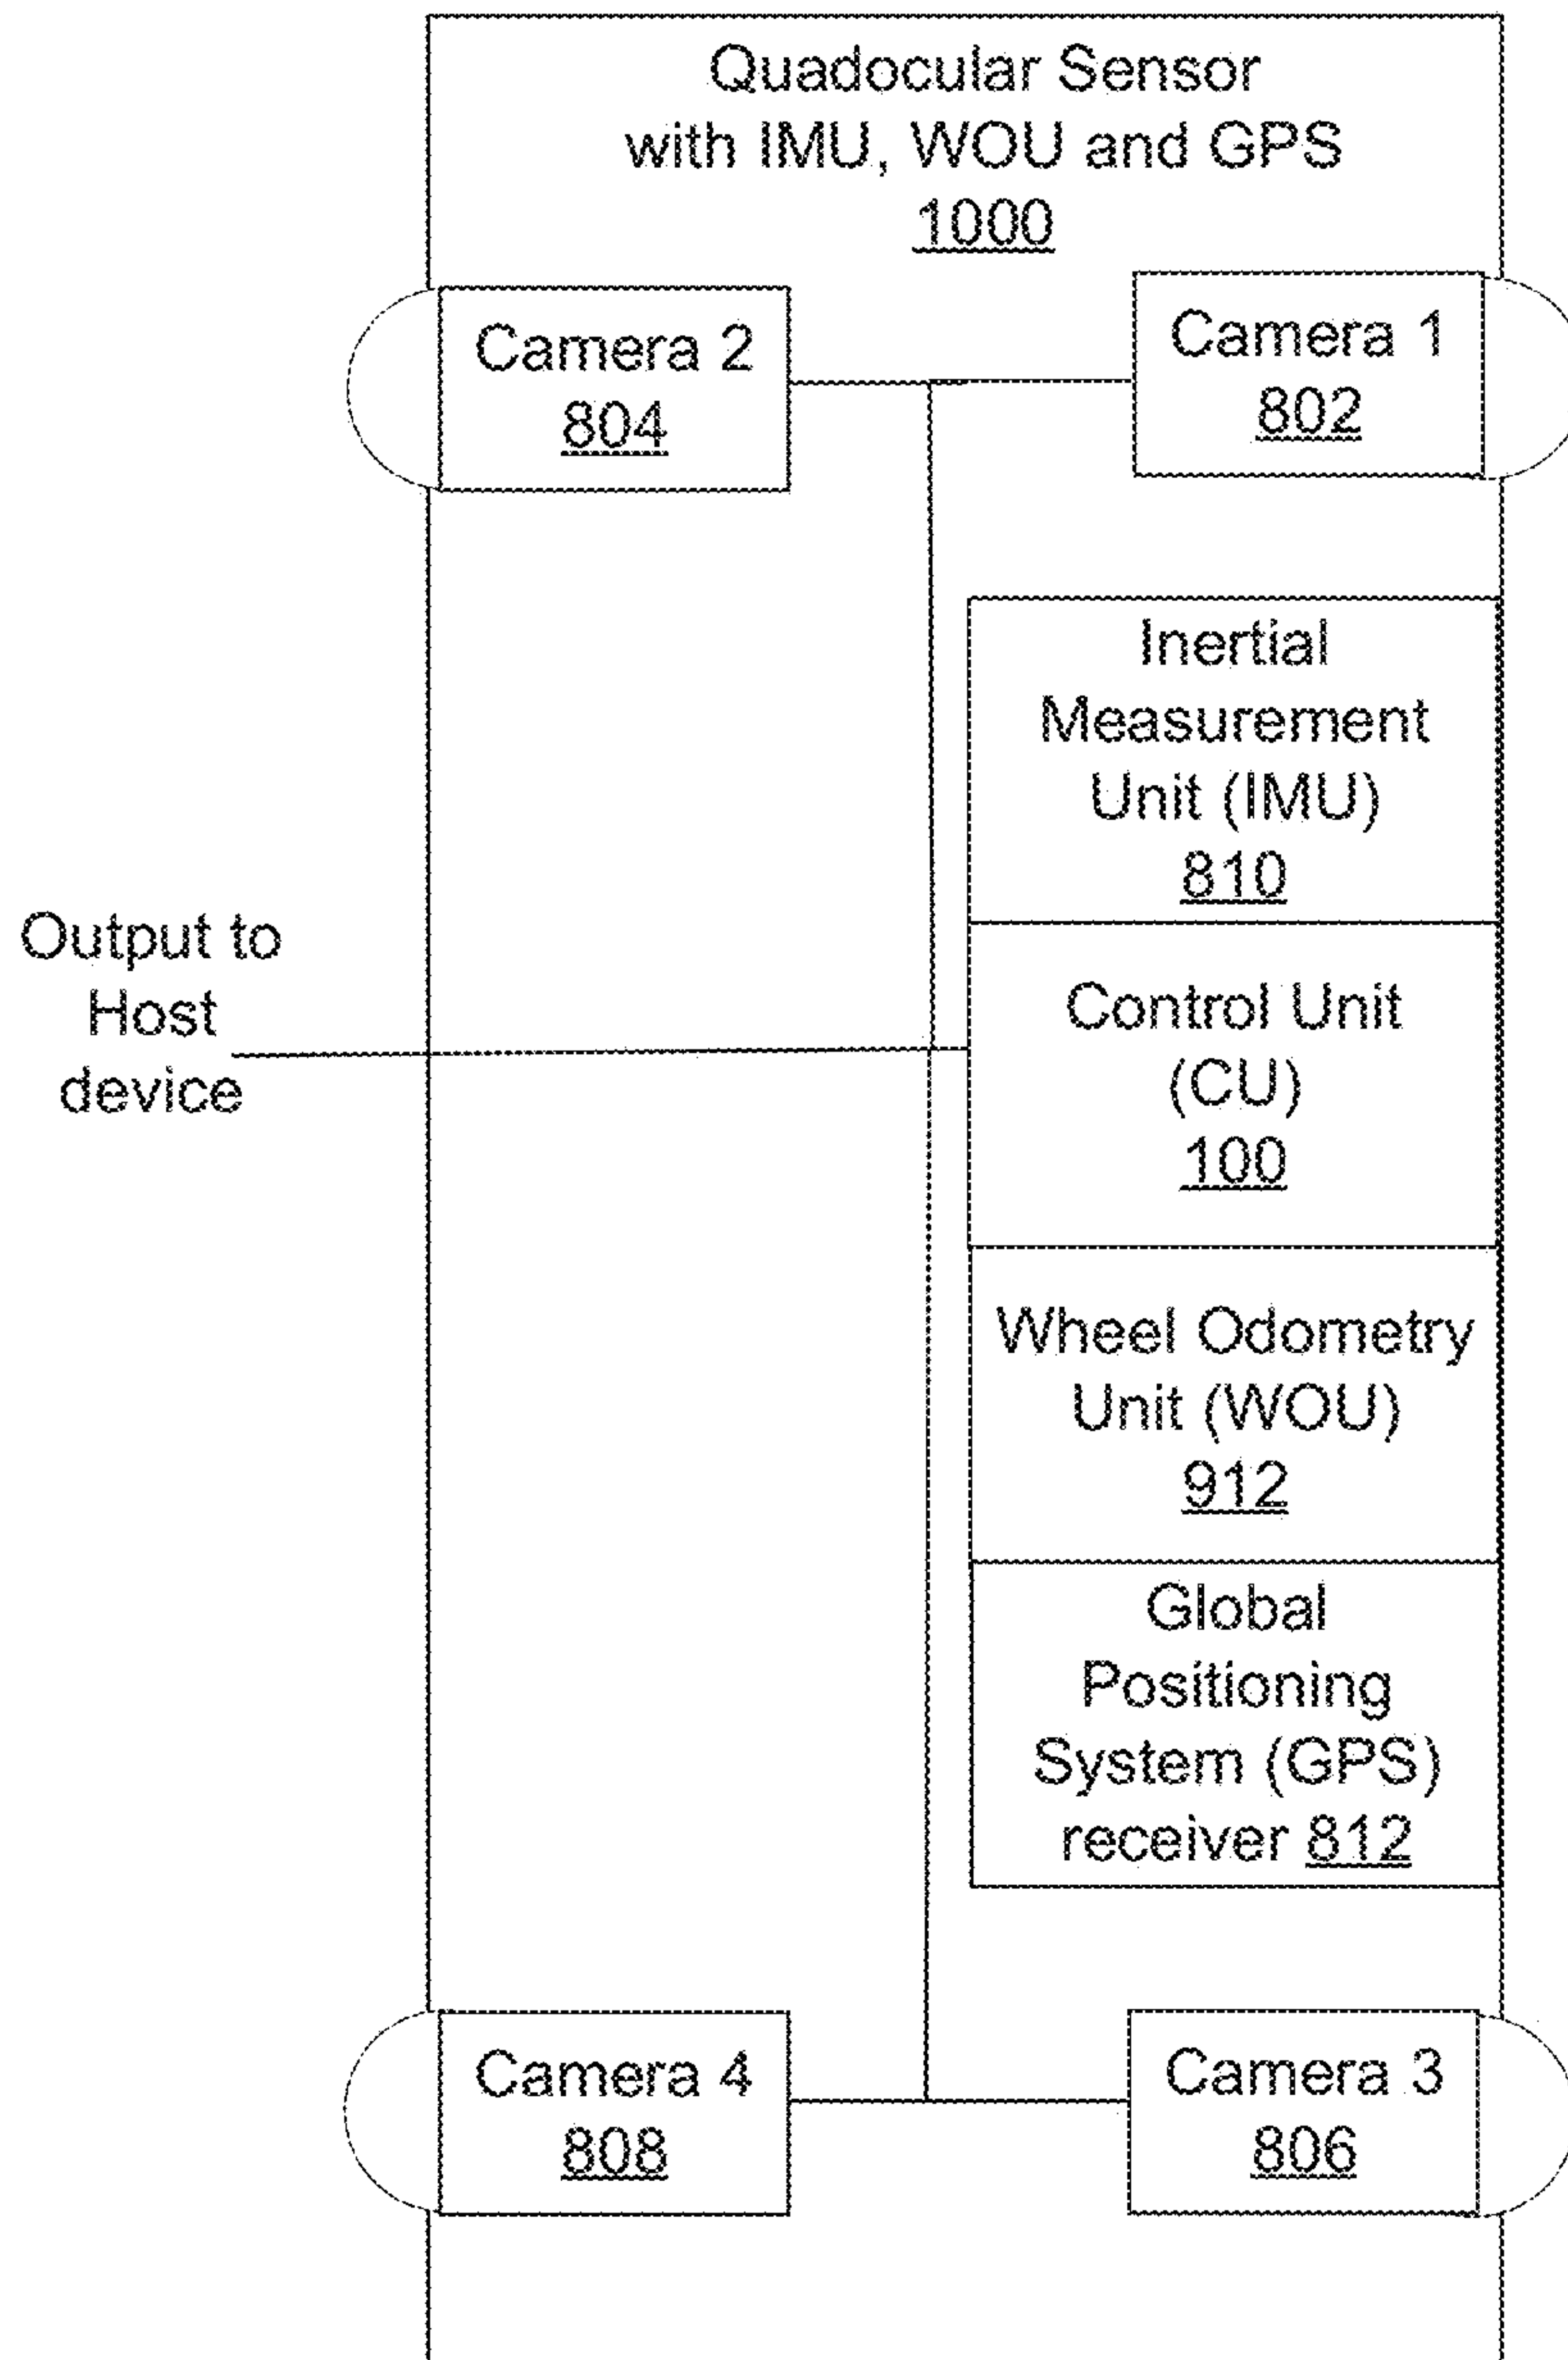 Quadocular Sensor
with IMU, WOU and GPS
1000
Camera 2
804
Camera 1
802
Inertial
Measurement
Unit (IMU)
810
Output to
Host
device
Control Unit
(CU)
100
Wheel Odometry
Unit (WOU)
912
Global
Positioning
System (GPS)
receiver 812
Camera 4
808
Camera 3
806